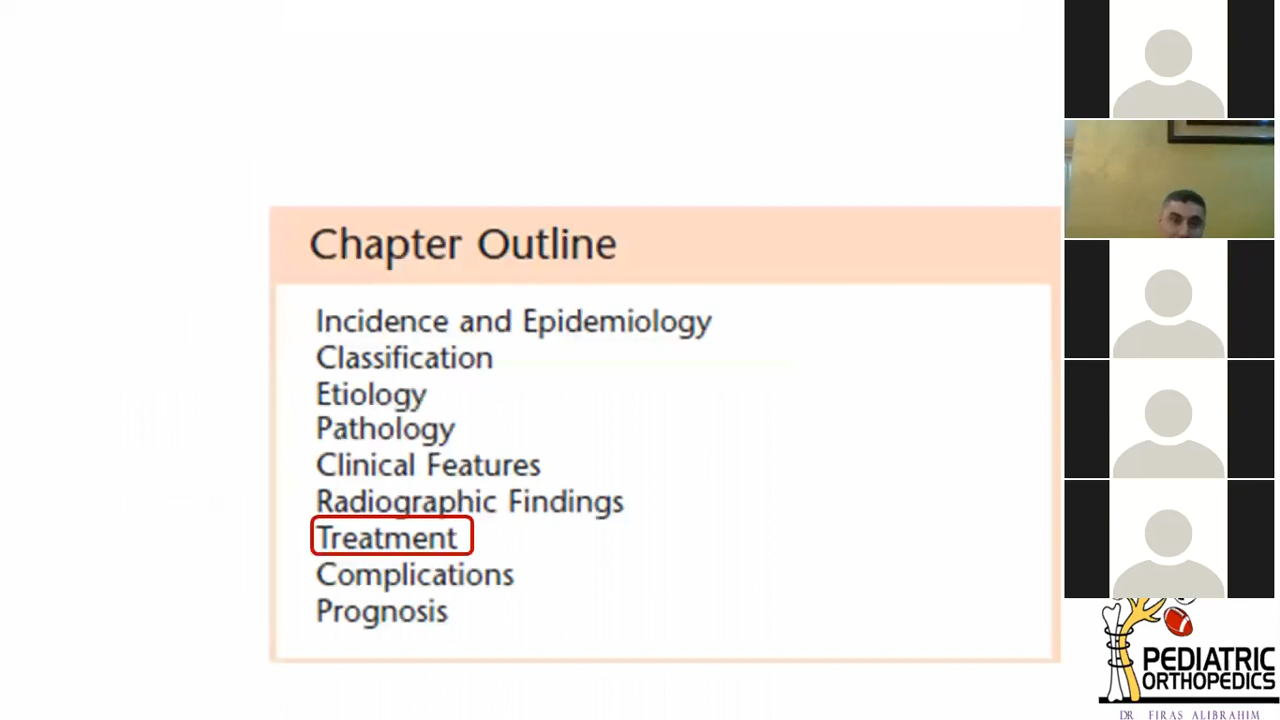 Chapter Outline
Incidence and Epidemiology
Classification
Etiology
Pathology
Clinical Features
Radiographic Findings
Treatment
Complications
Prognosis
PEDIATRIC
ORTHOPEDICS
DR FIRAS ALIBRAHIM